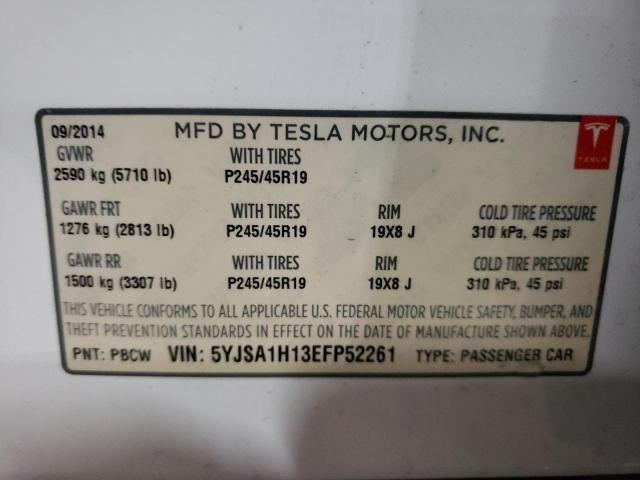 09/2014 MFD BY TESLA MOTORS, INC.
TESLA
GVWR WITH TIRES
2590 kg (5710 lb) P245/45R19
GAWR FRT WITH TIRES RIM COLD TIRE PRESSURE
1276 kg (2813 lb) P245/45R19 19X8 J 310 kPa, 45 psi
GAWR RR WITH TIRES RIM COLD TIRE PRESSURE
1500 kg (3307 lb) P245/45R19 19X8 J 310 kPa, 45 psi
THIS VEHICLE CONFORMS TO ALL APPLICABLE U.S. FEDERAL MOTOR VEHICLE SAFETY, BUMPER, AND
THEFT PREVENTION STANDARDS IN EFFECT ON THE DATE OF MANUFACTURE SHOWN ABOVE.
PNT: PBCW VIN: 5YJSA1H13EFP52261 TYPE: PASSENGER CAR